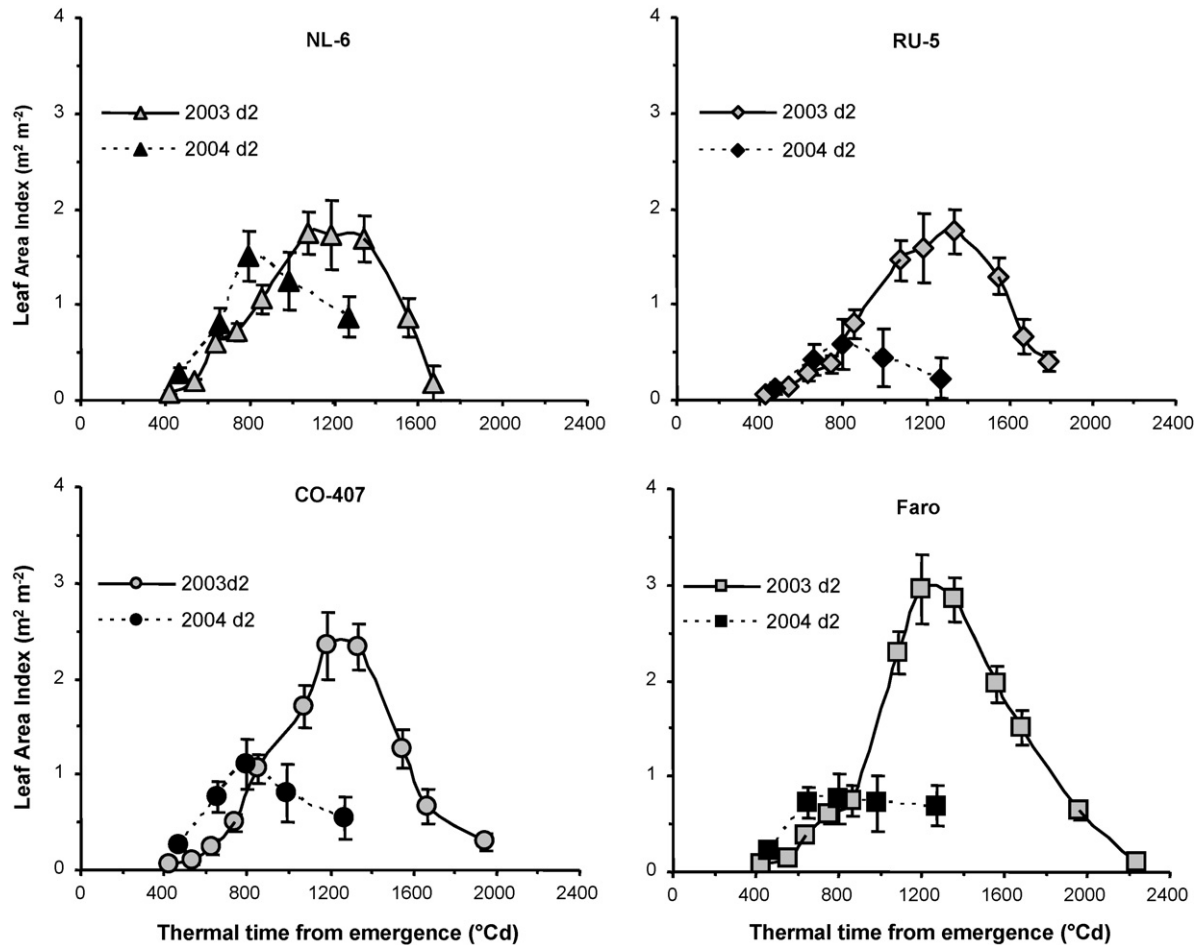 NL-6
4
3
2
1
0
2003 d2
2004 d2
Leaf Area Index (m² m⁻²)
0 400 800 1200 1600 2000 2400
RU-5
4
3
2
1
0
2003 d2
2004 d2
0 400 800 1200 1600 2000 2400
CO-407
4
3
2
1
0
2003d2
2004 d2
Leaf Area Index (m² m⁻²)
0 400 800 1200 1600 2000 2400
Thermal time from emergence (°Cd)
Faro
4
3
2
1
0
2003 d2
2004 d2
0 400 800 1200 1600 2000 2400
Thermal time from emergence (°Cd)